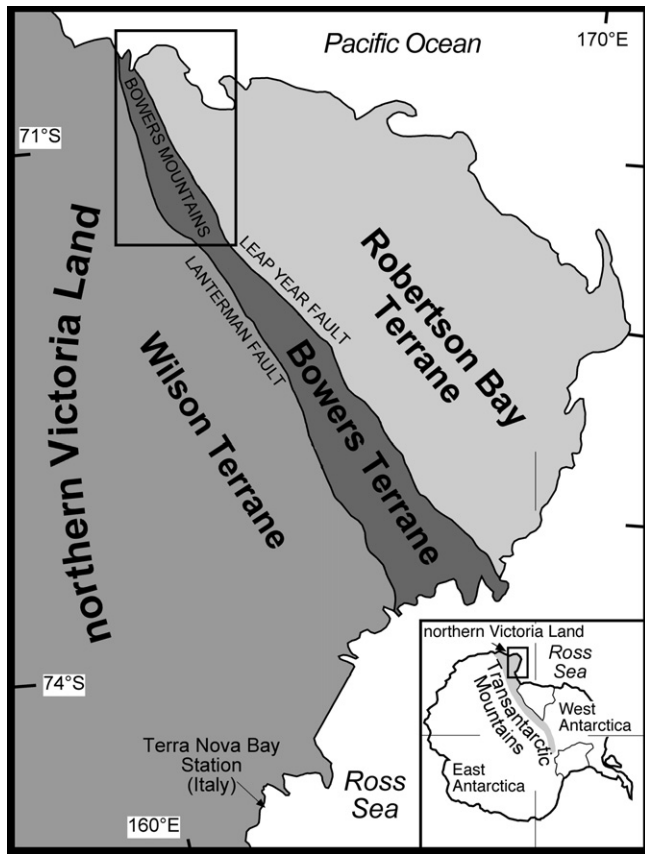 Pacific Ocean
170°E
71°S
BOWERS MOUNTAINS
LEAP YEAR FAULT
LANTERMAN FAULT
Robertson Bay
Terrane
northern Victoria Land
Wilson Terrane
Bowers Terrane
74°S
Terra Nova Bay
Station
(Italy)
160°E
Ross
Sea
northern Victoria Land
Ross
Sea
Transantarctic
Mountains
West
Antarctica
East
Antarctica